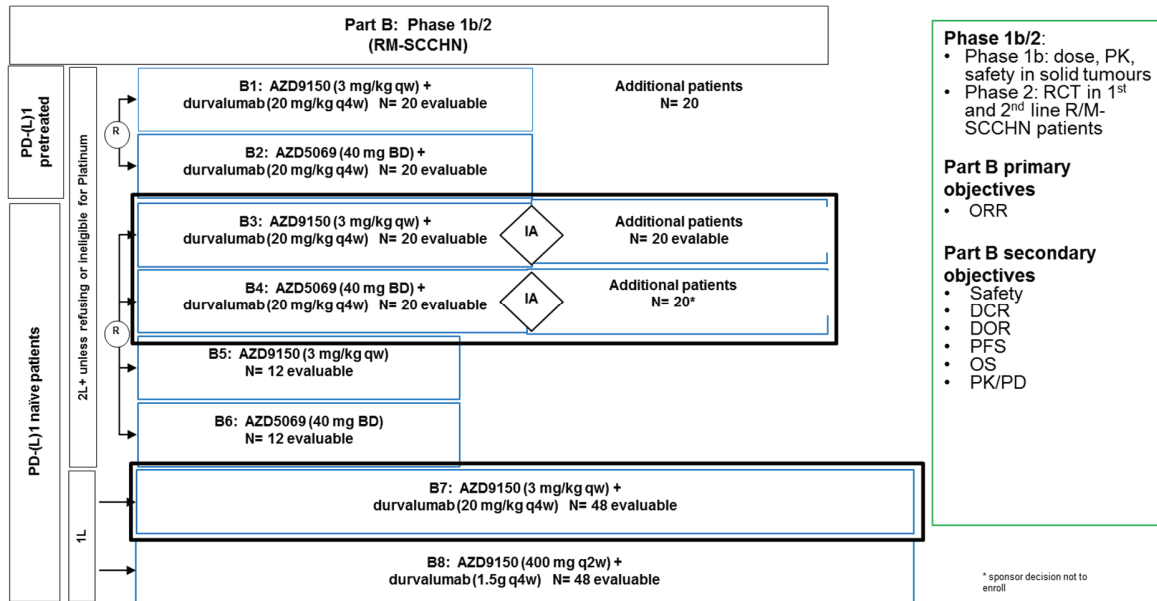 Part B: Phase 1b/2
(RM-SCCHN)
PD-(L)1
pretreated
PD-(L)1 naïve patients
2L+ unless refusing or ineligible for Platinum
1L
R
B1: AZD9150 (3 mg/kg qw) +
durvalumab (20 mg/kg q4w) N= 20 evaluable
Additional patients
N= 20
B2: AZD5069 (40 mg BD) +
durvalumab (20 mg/kg q4w) N= 20 evaluable
R
B3: AZD9150 (3 mg/kg qw) +
durvalumab (20 mg/kg q4w) N= 20 evaluable
IA
Additional patients
N= 20 evalable
B4: AZD5069 (40 mg BD) +
durvalumab (20 mg/kg q4w) N= 20 evaluable
IA
Additional patients
N= 20*
B5: AZD9150 (3 mg/kg qw)
N= 12 evaluable
B6: AZD5069 (40 mg BD)
N= 12 evaluable
B7: AZD9150 (3 mg/kg qw) +
durvalumab (20 mg/kg q4w) N= 48 evaluable
B8: AZD9150 (400 mg q2w) +
durvalumab (1.5g q4w) N= 48 evaluable
Phase 1b/2:
• Phase 1b: dose, PK,
safety in solid tumours
• Phase 2: RCT in 1st
and 2nd line R/M-
SCCHN patients
Part B primary
objectives
• ORR
Part B secondary
objectives
• Safety
• DCR
• DOR
• PFS
• OS
• PK/PD
* sponsor decision not to
enroll